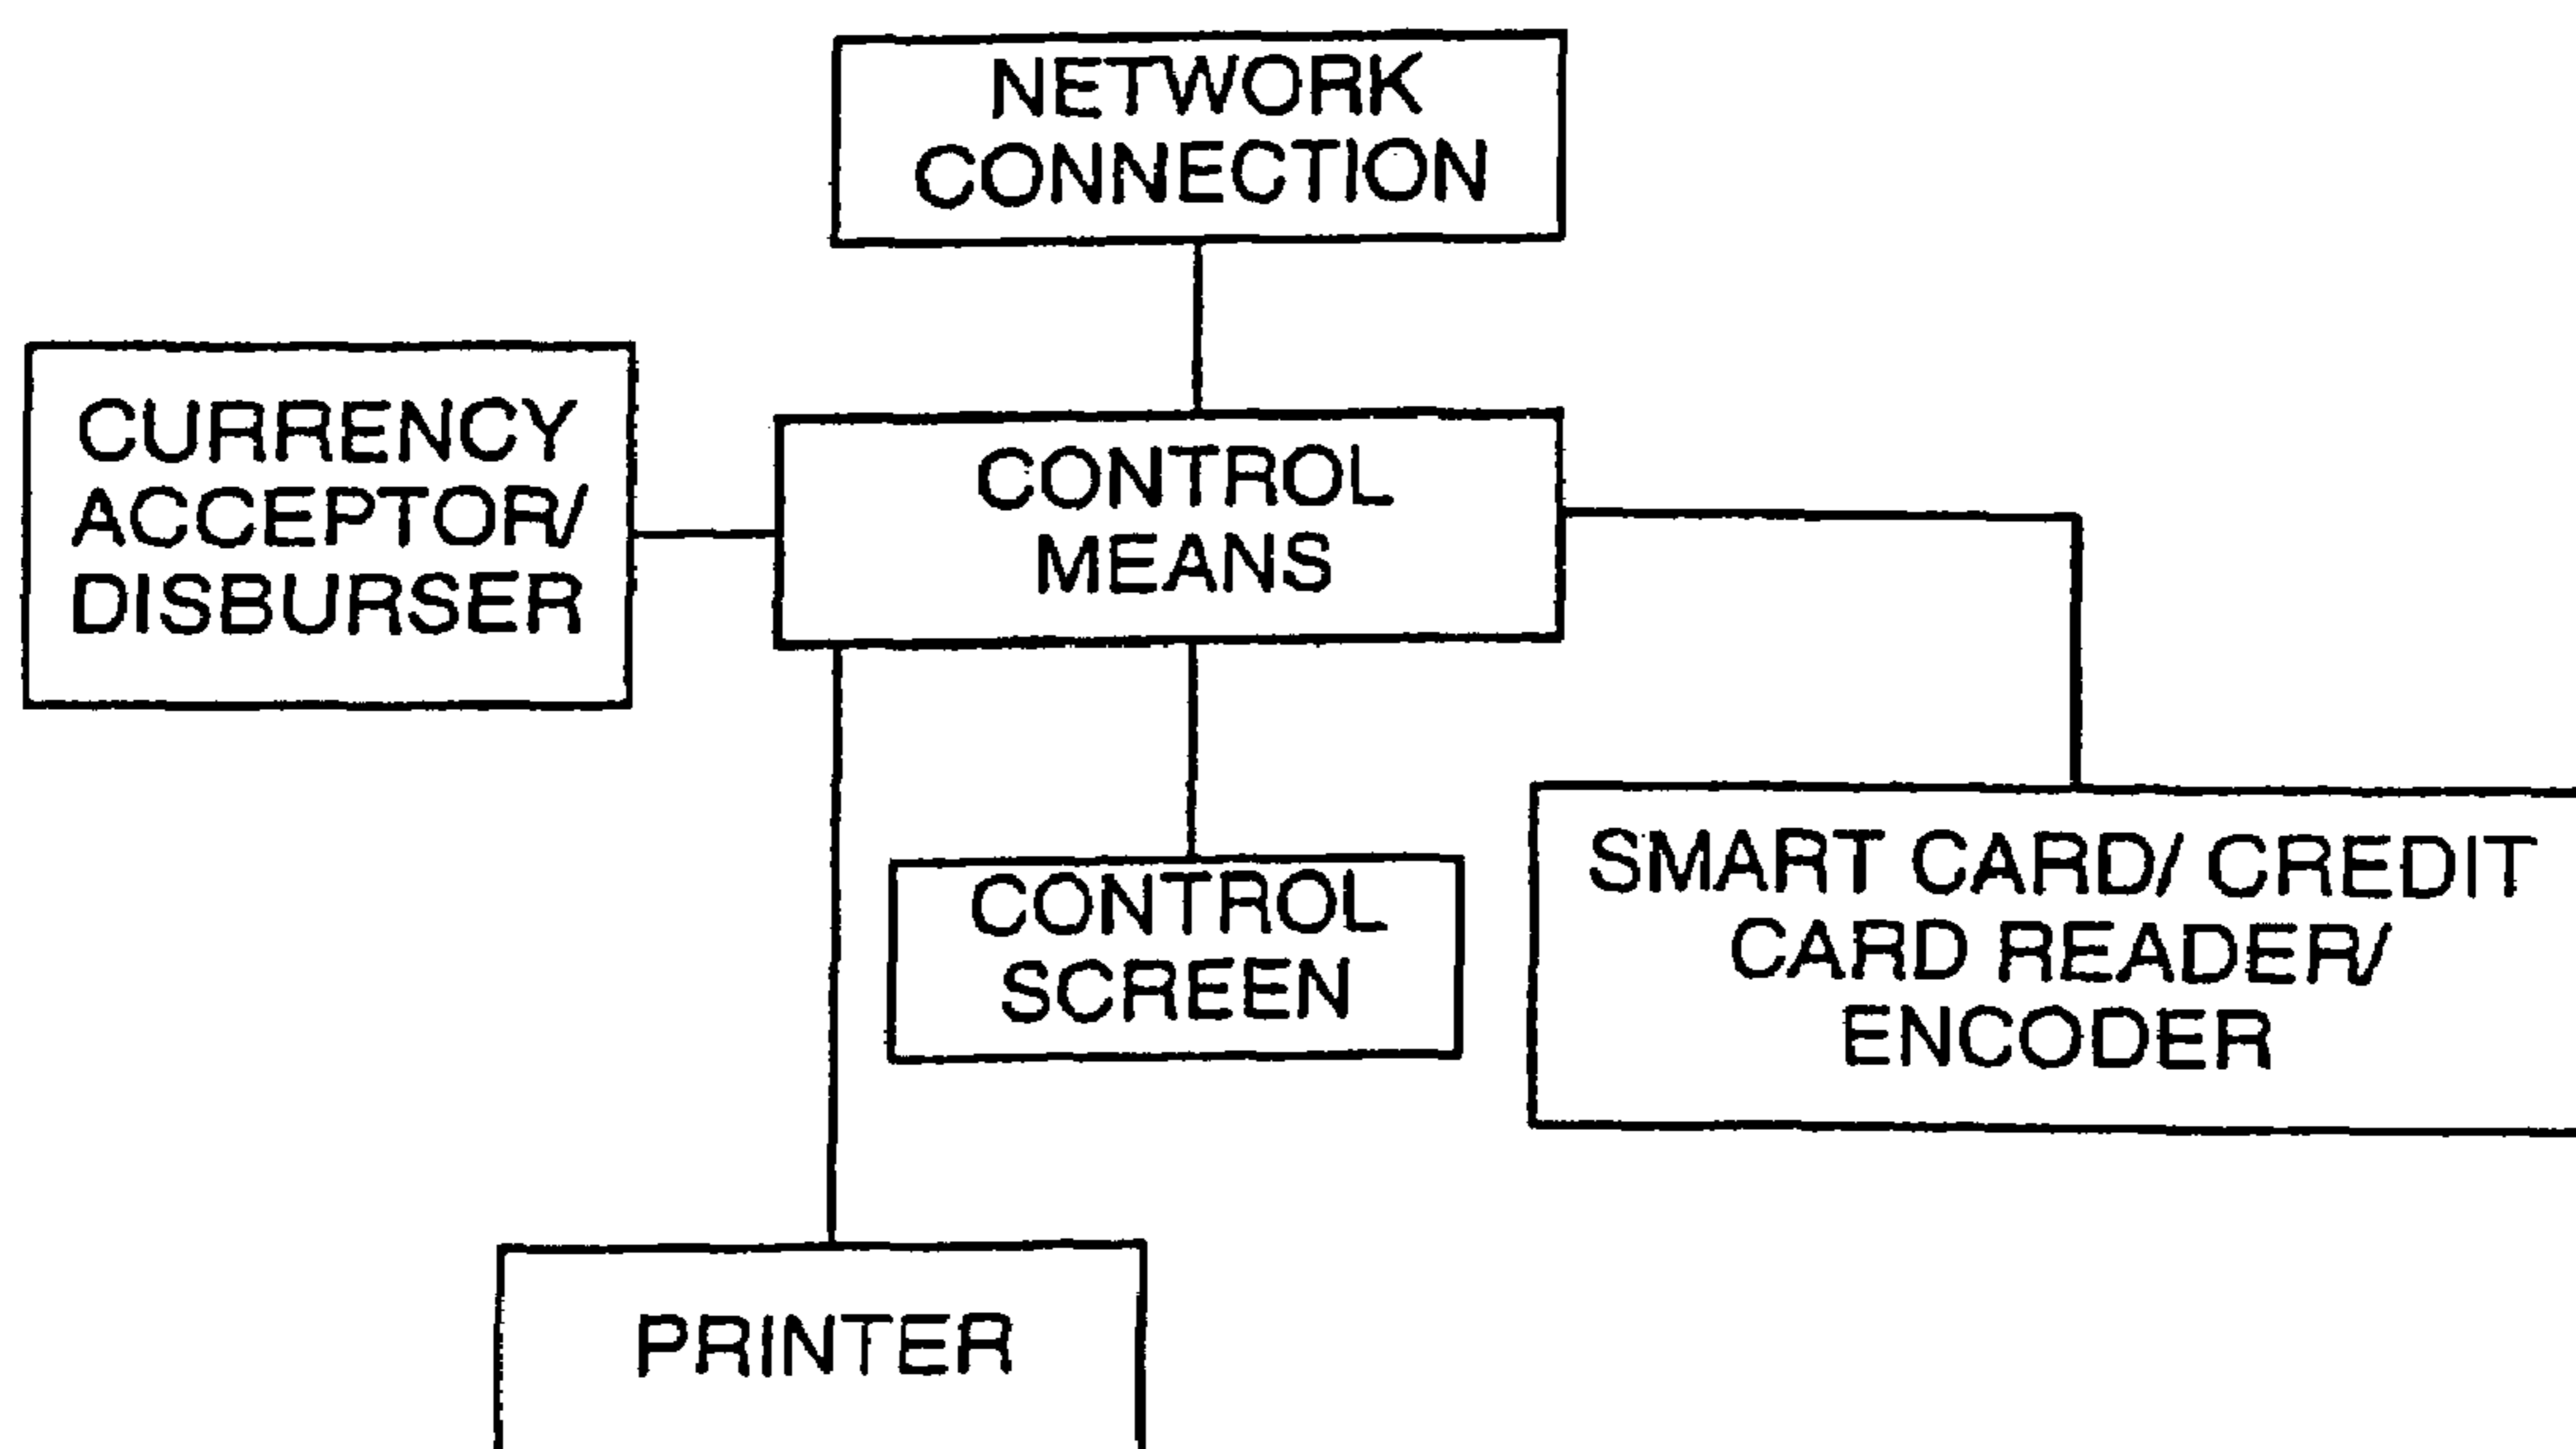 NETWORK
CONNECTION
CURRENCY
ACCEPTOR/
DISBURSER
CONTROL
MEANS
CONTROL
SCREEN
SMART CARD/ CREDIT
CARD READER/
ENCODER
PRINTER